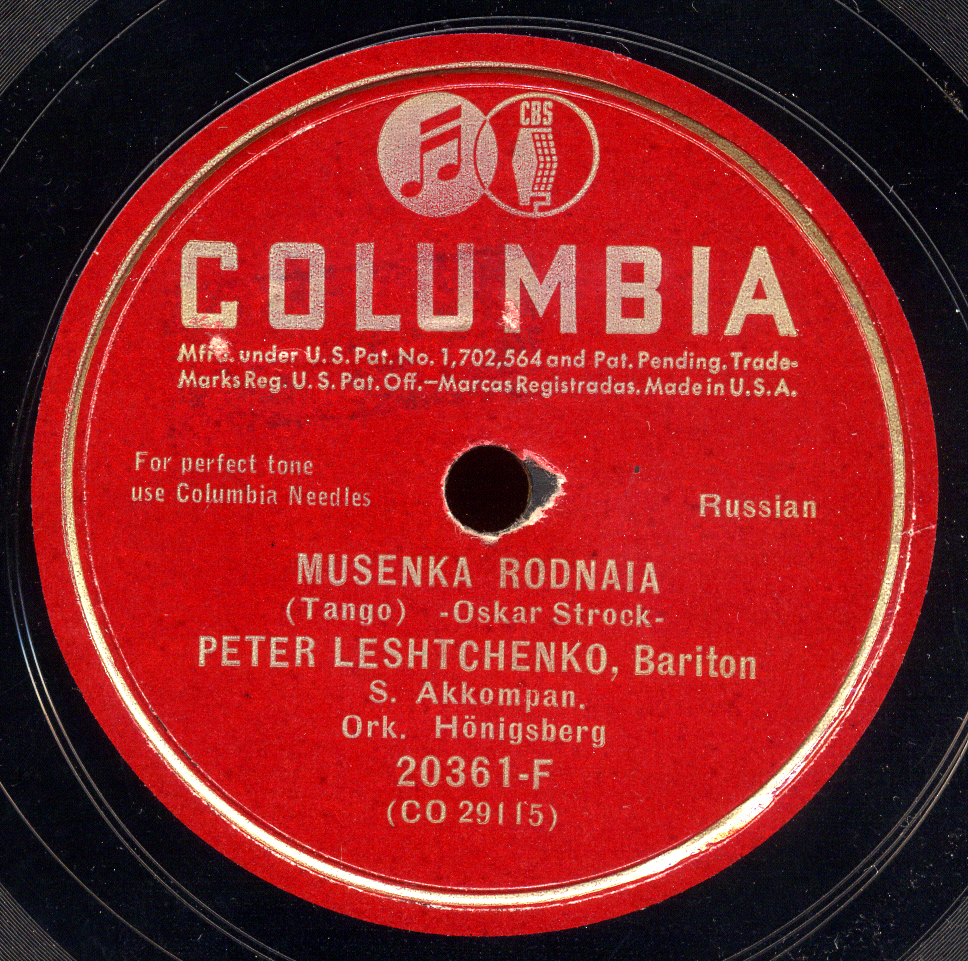 CBS
COLUMBIA
Mfrd. under U.S. Pat. No. 1,702,564 and Pat. Pending. Trade-
Marks Reg. U.S. Pat. Off.—Marcas Registradas. Made in U.S.A.
For perfect tone
use Columbia Needles
Russian
MUSENKA RODNAIA
(Tango) -Oskar Strock-
PETER LESHTCHENKO, Bariton
S. Akkompan.
Ork. Hönigsberg
20361-F
(CO 29115)